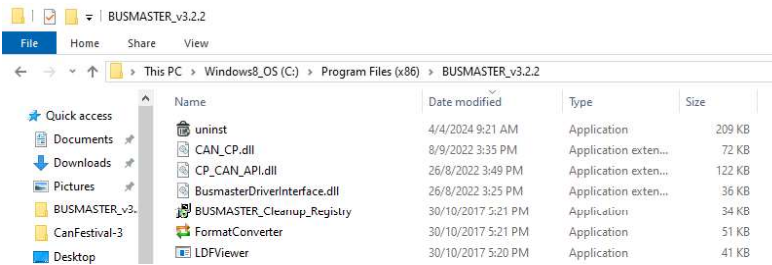 BUSMASTER_v3.2.2
File Home Share View
This PC > Windows8_OS (C:) > Program Files (x86) > BUSMASTER_v3.2.2
Name Date modified Type Size
Quick access
uninst 4/4/2024 9:21 AM Application 209 KB
Documents
CAN_CP.dll 8/9/2022 3:35 PM Application exten... 72 KB
Downloads
CP_CAN_API.dll 26/8/2022 3:49 PM Application exten... 122 KB
Pictures
BusmasterDriverInterface.dll 26/8/2022 3:25 PM Application exten... 36 KB
BUSMASTER_v3..
BUSMASTER_Cleanup_Registry 30/10/2017 5:21 PM Application 34 KB
CanFestival-3
FormatConverter 30/10/2017 5:21 PM Application 51 KB
Desktop
LDFViewer 30/10/2017 5:20 PM Application 41 KB